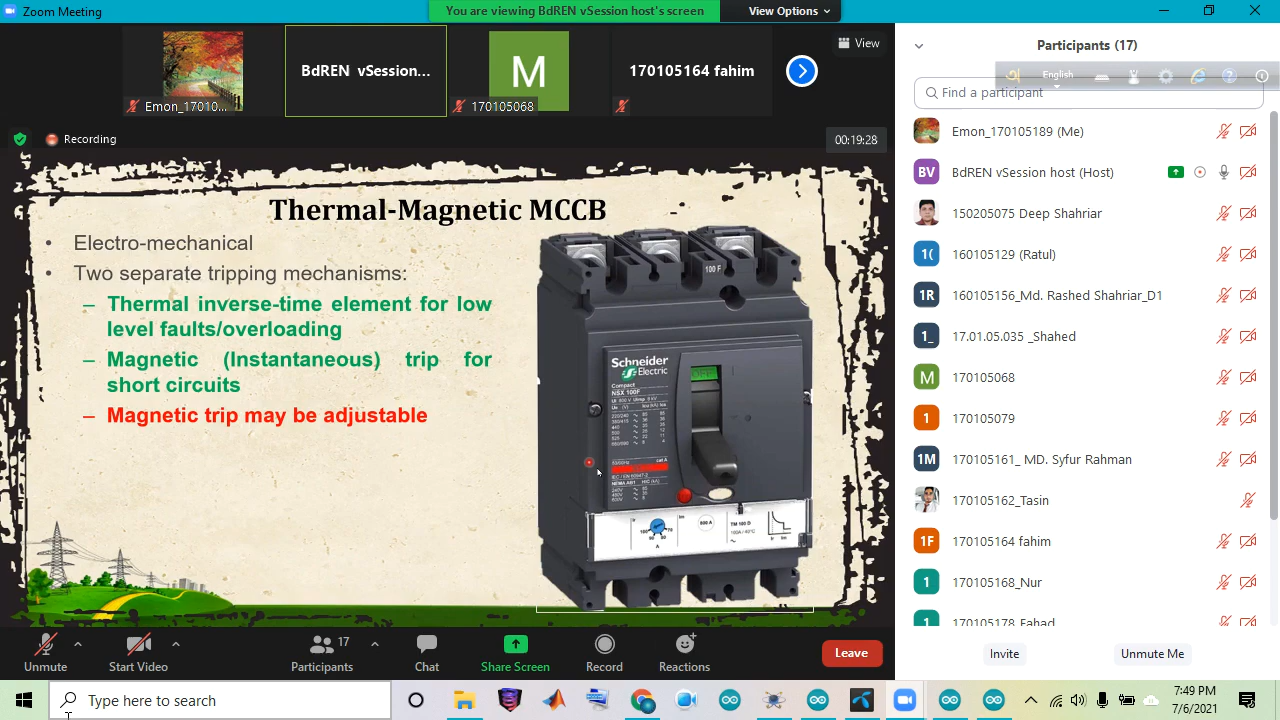 Zoom Meeting
You are viewing BdREN vSession host's screen
View Options
Emon_17010...
BdREN vSession...
M
170105068
170105164 fahim
View
Recording
00:19:28
Thermal-Magnetic MCCB
• Electro-mechanical
• Two separate tripping mechanisms:
– Thermal inverse-time element for low
level faults/overloading
– Magnetic (Instantaneous) trip for
short circuits
– Magnetic trip may be adjustable
100 F
Schneider
Electric
Compact
NSX 100F
OFF
TM 100 D
Participants (17)
English
Find a participant
Emon_170105189 (Me)
BV
BdREN vSession host (Host)
150205075 Deep Shahriar
1(
160105129 (Ratul)
1R
160105156_Md. Rashed Shahriar_D1
1_
17.01.05.035 _Shahed
M
170105068
1
170105079
1M
170105161_ MD. Syfur Rahman
170105162_Tasin
1F
170105164 fahim
1
170105168_Nur
1
170105178_Fahad
Invite
Unmute Me
Unmute
Start Video
17
Participants
Chat
Share Screen
Record
Reactions
Leave
Type here to search
7:49 PM
7/6/2021